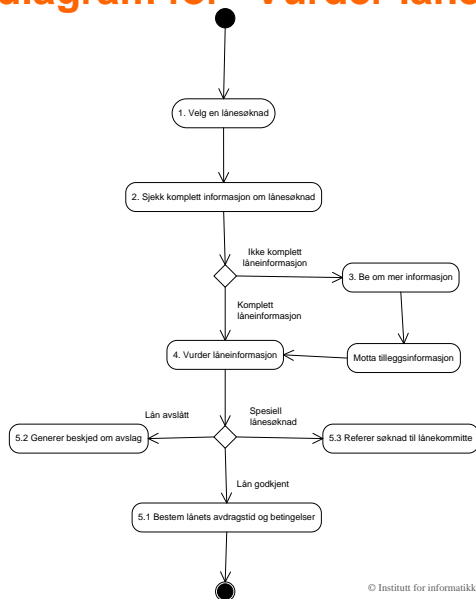 diagram for "Vurder låne
1. Velg en lånesøknad
2. Sjekk komplett informasjon om lånesøknad
Ikke komplett
låneinformasjon
3. Be om mer informasjon
Komplett
låneinformasjon
4. Vurder låneinformasjon
Motta tilleggsinformasjon
Lån avslått
Spesiell
lånesøknad
5.2 Generer beskjed om avslag
5.3 Referer søknad til lånekommitte
Lån godkjent
5.1 Bestem lånets avdragstid og betingelser
© Institutt for informatikk